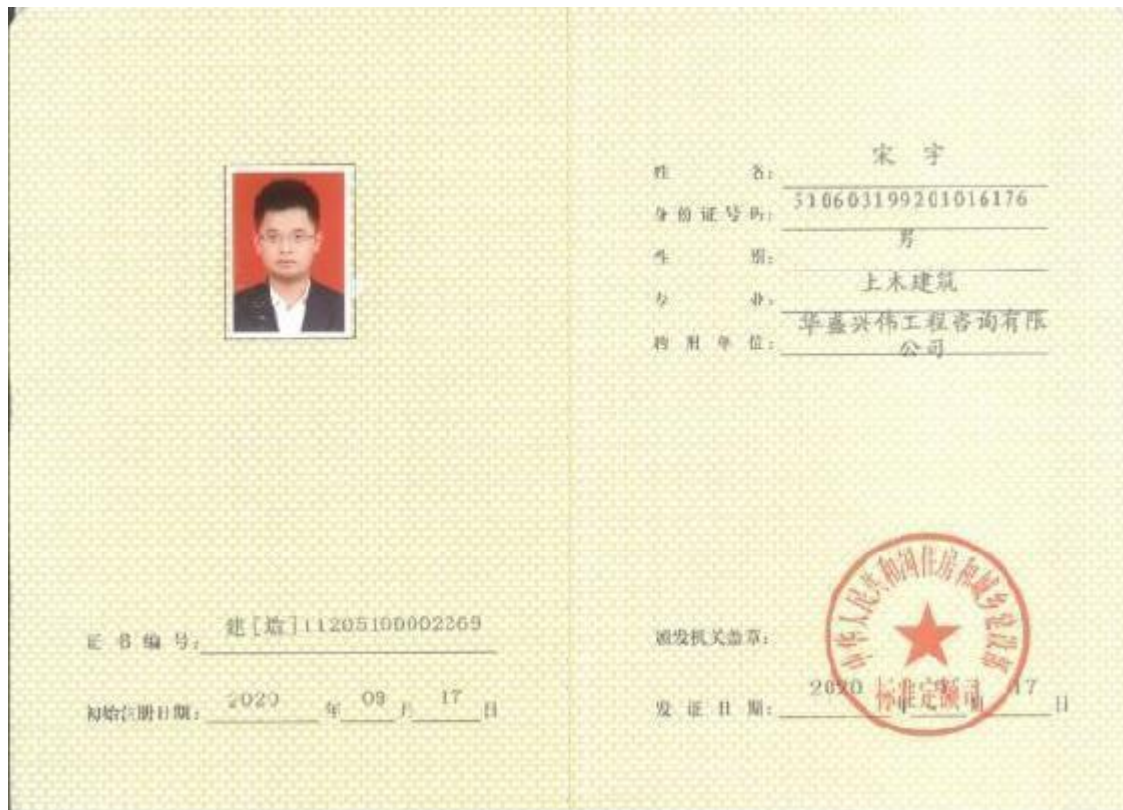 姓 名: 宋 宇
身份证号码: 510603199201016176
性 别: 男
专 业: 土木建筑
聘用单位: 华盛兴伟工程咨询有限
公司
证书编号: 建[造]11205100002369
初始注册日期: 2020 年 09 月 17 日
颁发机关盖章:
中华人民共和国住房和城乡建设部
标准定额司
发证日期: 2020 17 日